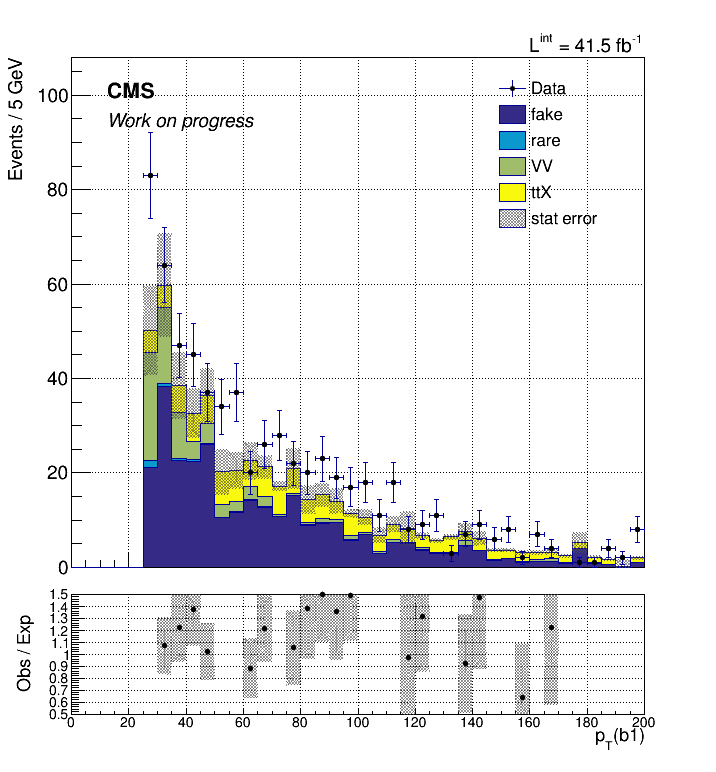 L^int = 41.5 fb^-1
Events / 5 GeV
CMS
Work on progress
Data
fake
rare
VV
ttX
stat error
100
80
60
40
20
0
Obs / Exp
1.5
1.4
1.3
1.2
1.1
1
0.9
0.8
0.7
0.6
0.5
0 20 40 60 80 100 120 140 160 180 200
p_T(b1)